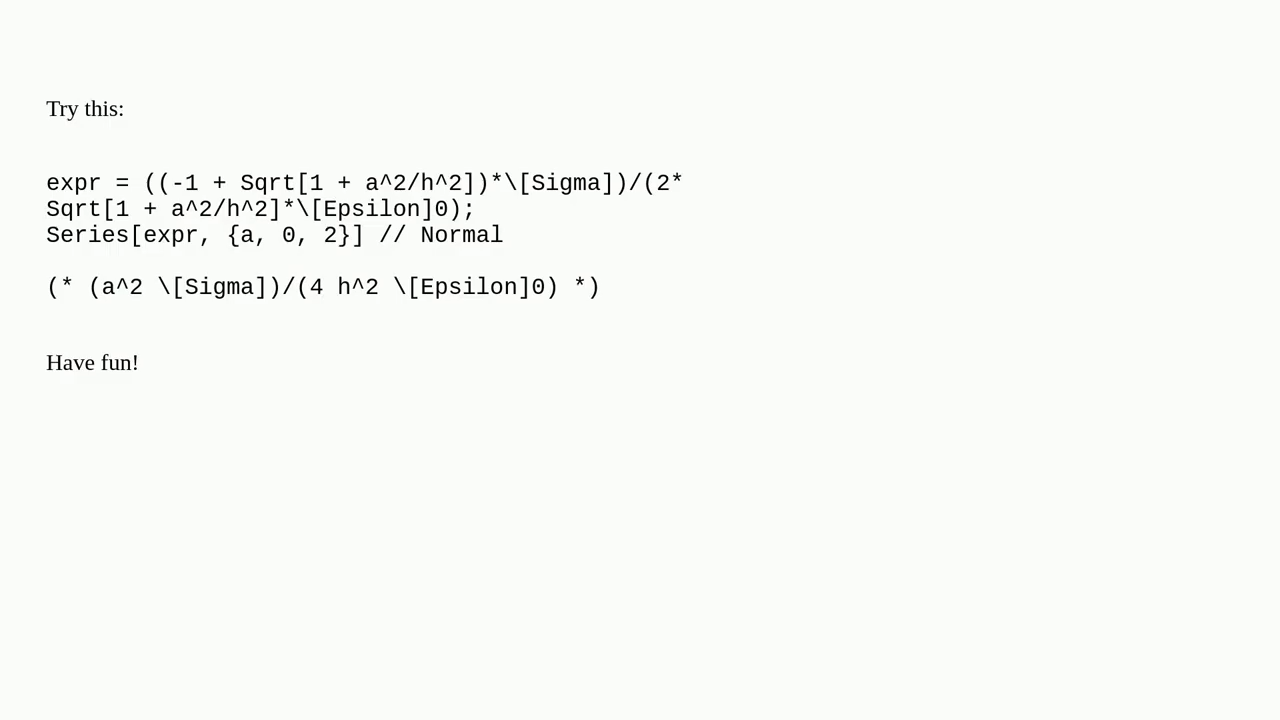 Try this:
expr = ((-1 + Sqrt[1 + a^2/h^2])*\[Sigma])/(2*
Sqrt[1 + a^2/h^2]*\[Epsilon]0);
Series[expr, {a, 0, 2}] // Normal
(* (a^2 \[Sigma])/(4 h^2 \[Epsilon]0) *)
Have fun!